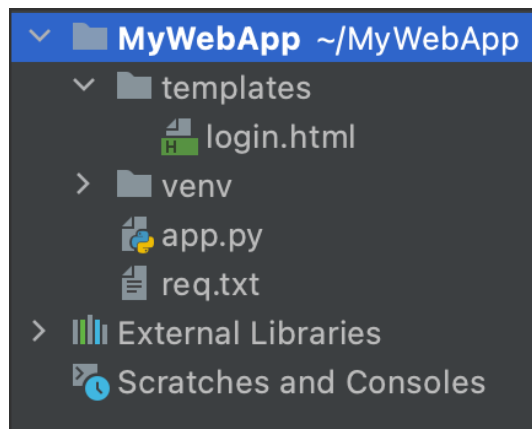 MyWebApp ~/MyWebApp
templates
login.html
venv
app.py
req.txt
External Libraries
Scratches and Consoles